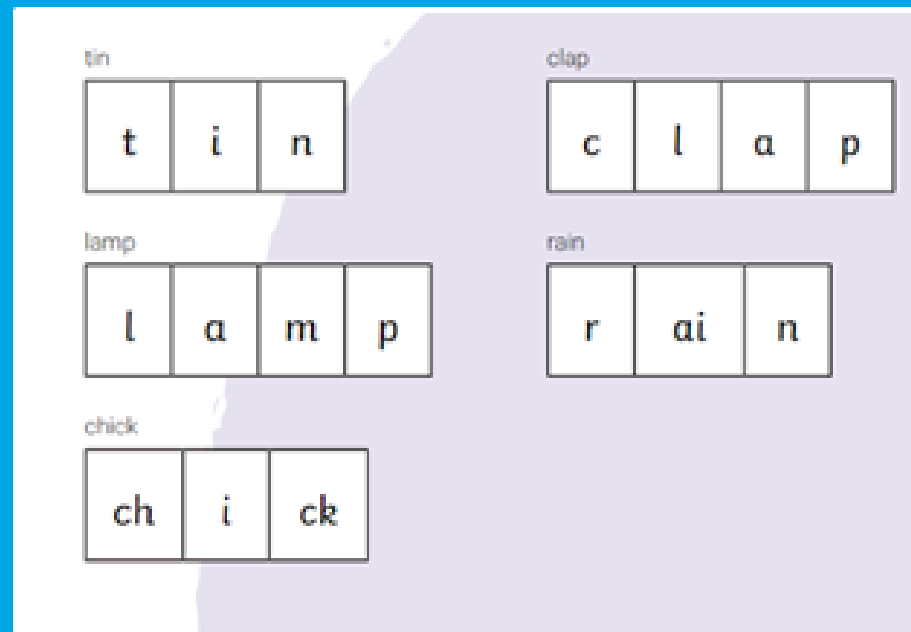 tin
t i n
clap
c l a p
lamp
l a m p
rain
r ai n
chick
ch i ck